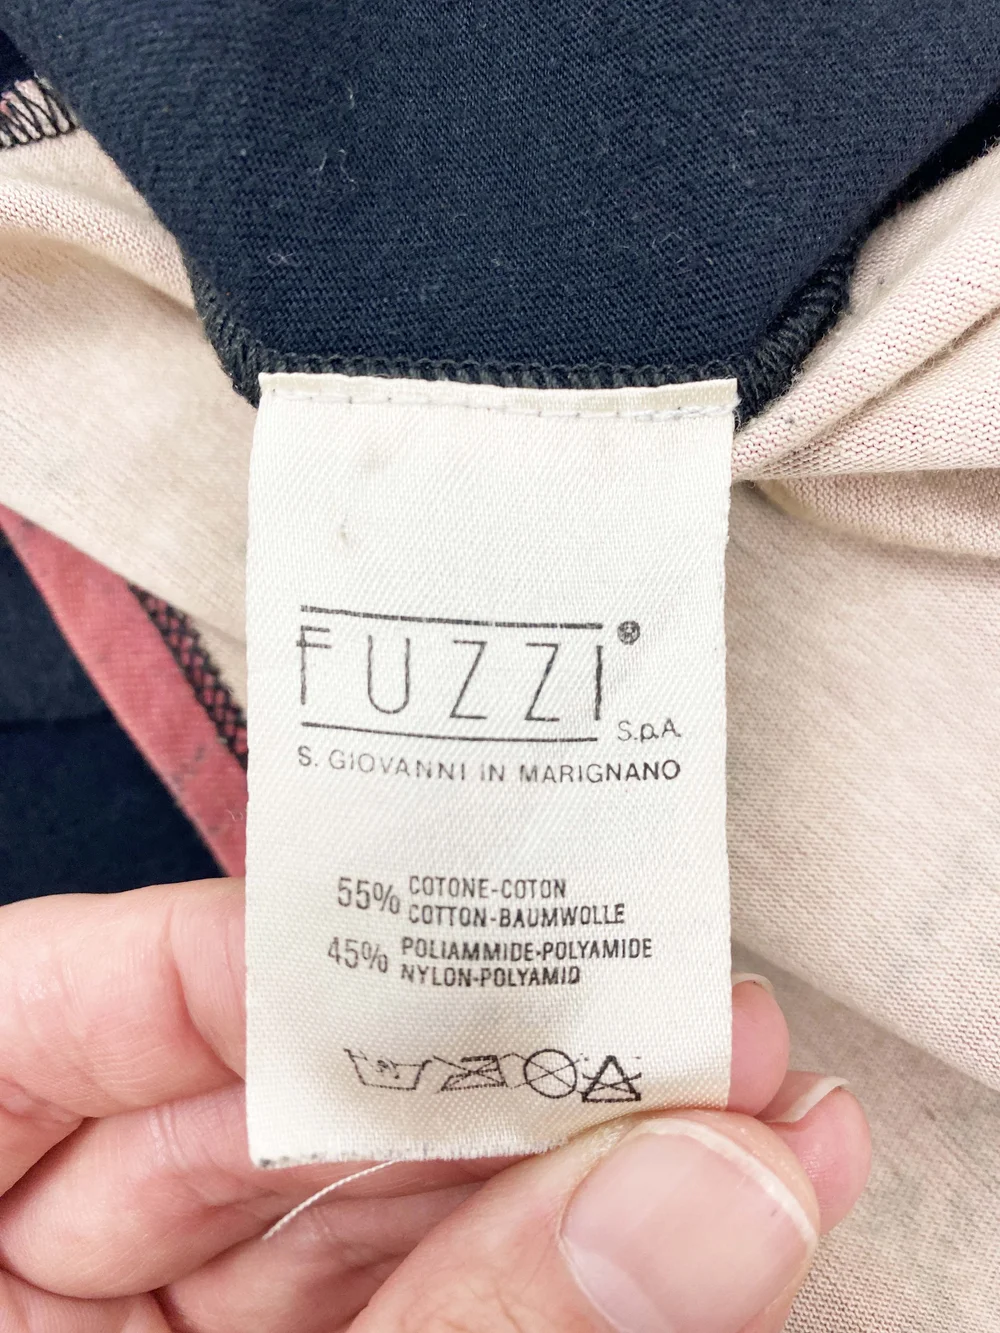 FUZZI®
S.p.A.
S. GIOVANNI IN MARIGNANO
55% COTONE-COTON
COTTON-BAUMWOLLE
45% POLIAMMIDE-POLYAMIDE
NYLON-POLYAMID